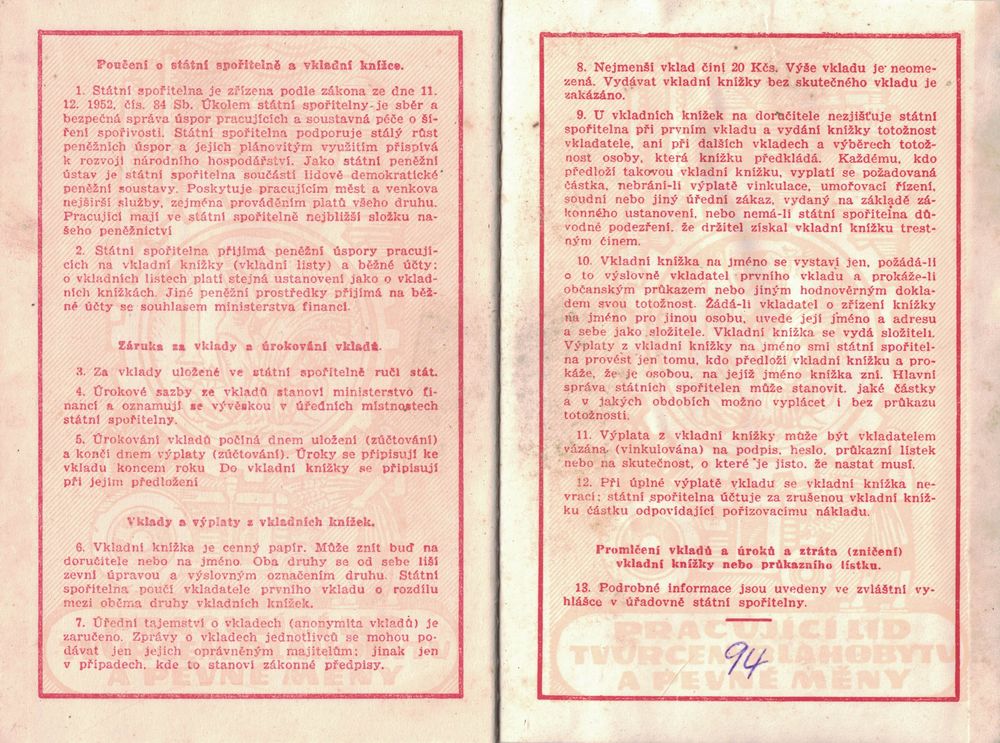 Poučení o státní spořitelně a vkladní knížce.
1. Státní spořitelna je zřízena podle zákona ze dne 11.
12. 1952, čís. 84 Sb. Úkolem státní spořitelny je sběr a
bezpečná správa úspor pracujících a soustavná péče o ší-
ření spořivosti. Státní spořitelna podporuje stálý růst
peněžních úspor a jejich plánovitým využitím přispívá
k rozvoji národního hospodářství. Jako státní peněžní
ústav je státní spořitelna součástí lidově demokratické
peněžní soustavy. Poskytuje pracujícím měst a venkova
nejširší služby, zejména prováděním platů všeho druhu.
Pracující mají ve státní spořitelně nejbližší složku na-
šeho peněžnictví
2. Státní spořitelna přijímá peněžní úspory pracují-
cích na vkladní knížky (vkladní listy) a běžné účty;
o vkladních listech platí stejná ustanovení jako o vklad-
ních knížkách. Jiné peněžní prostředky přijímá na běž-
né účty se souhlasem ministerstva financí.
Záruka za vklady a úrokování vkladů.
3. Za vklady uložené ve státní spořitelně ručí stát.
4. Úrokové sazby ze vkladů stanoví ministerstvo fi-
nancí a oznamují se vývěskou v úředních místnostech
státní spořitelny.
5. Úrokování vkladů počíná dnem uložení (zúčtování)
a končí dnem výplaty (zúčtování). Úroky se připisují ke
vkladu koncem roku Do vkladní knížky se připisují
při jejím předložení
Vklady a výplaty z vkladních knížek.
6. Vkladní knížka je cenný papír. Může znít buď na
doručitele nebo na jméno. Oba druhy se od sebe liší
zevní úpravou a výslovným označením druhu. Státní
spořitelna poučí vkladatele prvního vkladu o rozdílu
mezi oběma druhy vkladních knížek.
7. Úřední tajemství o vkladech (anonymita vkladů) je
zaručeno. Zprávy o vkladech jednotlivců se mohou po-
dávat jen jejich oprávněným majitelům; jinak jen
v případech, kde to stanoví zákonné předpisy.
8. Nejmenší vklad činí 20 Kčs. Výše vkladu je neome-
zená. Vydávat vkladní knížky bez skutečného vkladu je
zakázáno.
9. U vkladních knížek na doručitele nezjišťuje státní
spořitelna při prvním vkladu a vydání knížky totožnost
vkladatele, ani při dalších vkladech a výběrech totož-
nost osoby, která knížku předkládá. Každému, kdo
předloží takovou vkladní knížku, vyplatí se požadovaná
částka, nebrání-li výplatě vinkulace, umořovací řízení,
soudní nebo jiný úřední zákaz, vydaný na základě zá-
konného ustanovení, nebo nemá-li státní spořitelna dů-
vodné podezření, že držitel získal vkladní knížku trest-
ným činem.
10. Vkladní knížka na jméno se vystaví jen, požádá-li
o to výslovně vkladatel prvního vkladu a prokáže-li
občanským průkazem nebo jiným hodnověrným dokla-
dem svou totožnost. Žádá-li vkladatel o zřízení knížky
na jméno pro jinou osobu, uvede její jméno a adresu
a sebe jako složitele. Vkladní knížka se vydá složiteli.
Výplaty z vkladní knížky na jméno smí státní spořitel-
na provést jen tomu, kdo předloží vkladní knížku a pro-
káže, že je osobou, na jejíž jméno knížka zní. Hlavní
správa státních spořitelen může stanovit, jaké částky
a v jakých obdobích možno vyplácet i bez průkazu
totožnosti.
11. Výplata z vkladní knížky může být vkladatelem
vázána (vinkulována) na podpis, heslo, průkazní lístek
nebo na skutečnost, o které je jisto, že nastat musí.
12. Při úplné výplatě vkladu se vkladní knížka ne-
vrací; státní spořitelna účtuje za zrušenou vkladní kníž-
ku částku odpovídající pořizovacímu nákladu.
Promlčení vkladů a úroků a ztráta (zničení)
vkladní knížky nebo průkazního lístku.
13. Podrobné informace jsou uvedeny ve zvláštní vy-
hlášce v úřadovně státní spořitelny.
PRACUJÍCÍ LID
TVŮRCEM BLAHOBYTU
A PEVNÉ MĚNY
94